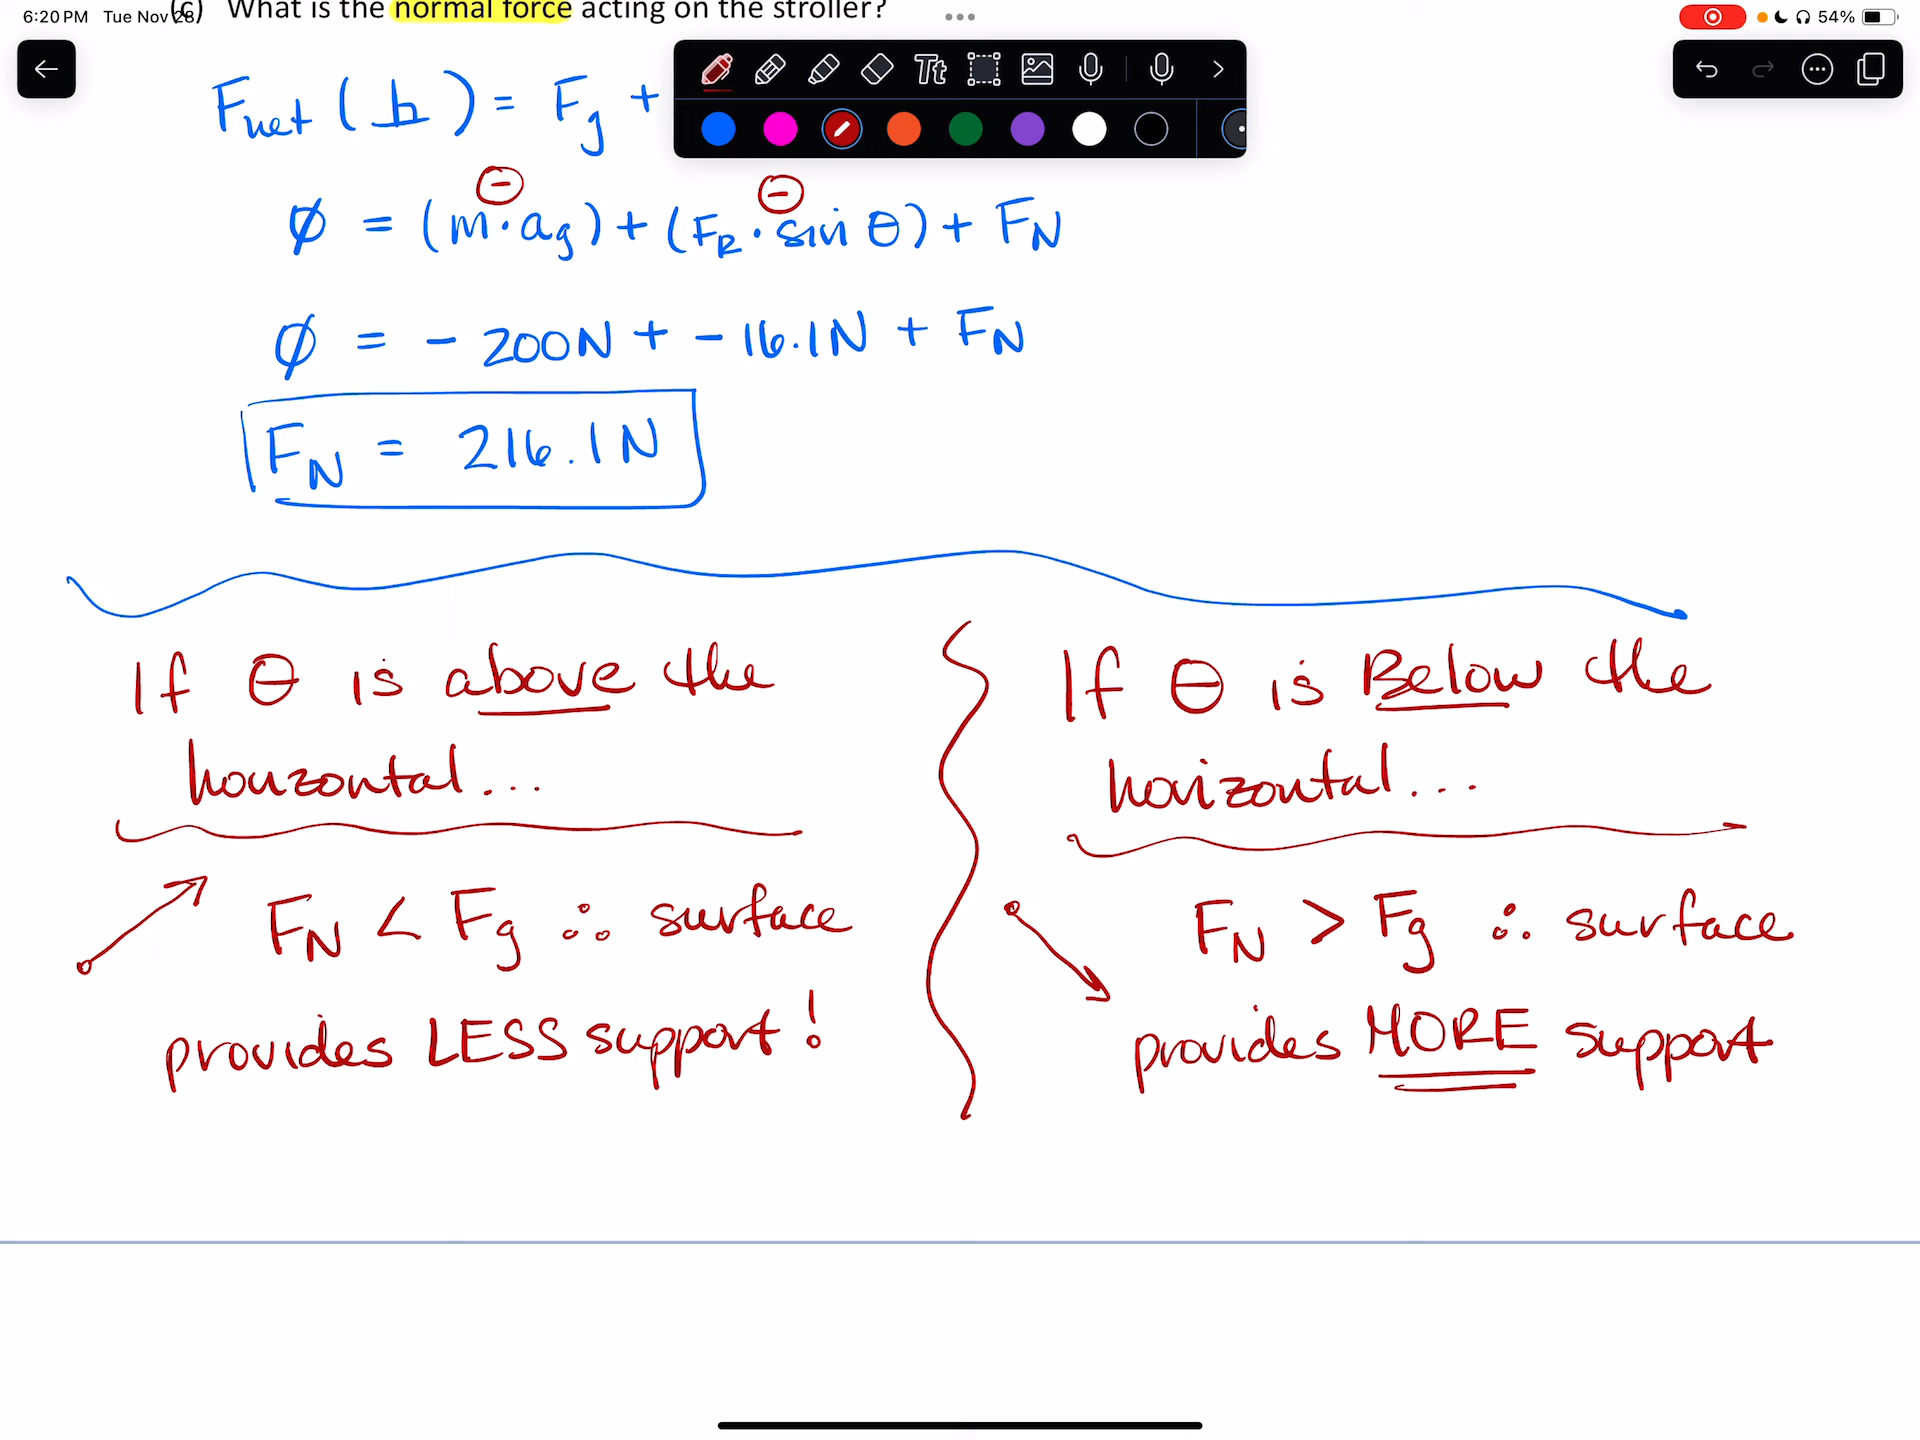 6:20 PM Tue Nov 28
54%
(c) What is the normal force acting on the stroller?
Tt
Fnet (h) = Fg +
⊖ ⊖
∅ = (m·ag) + (FR·sin θ) + FN
∅ = - 200N + - 16.1N + FN
FN = 216.1N
If θ is above the
horizontal...
FN < Fg ∴ surface
provides LESS support!
If θ is Below the
horizontal...
FN > Fg ∴ surface
provides MORE support